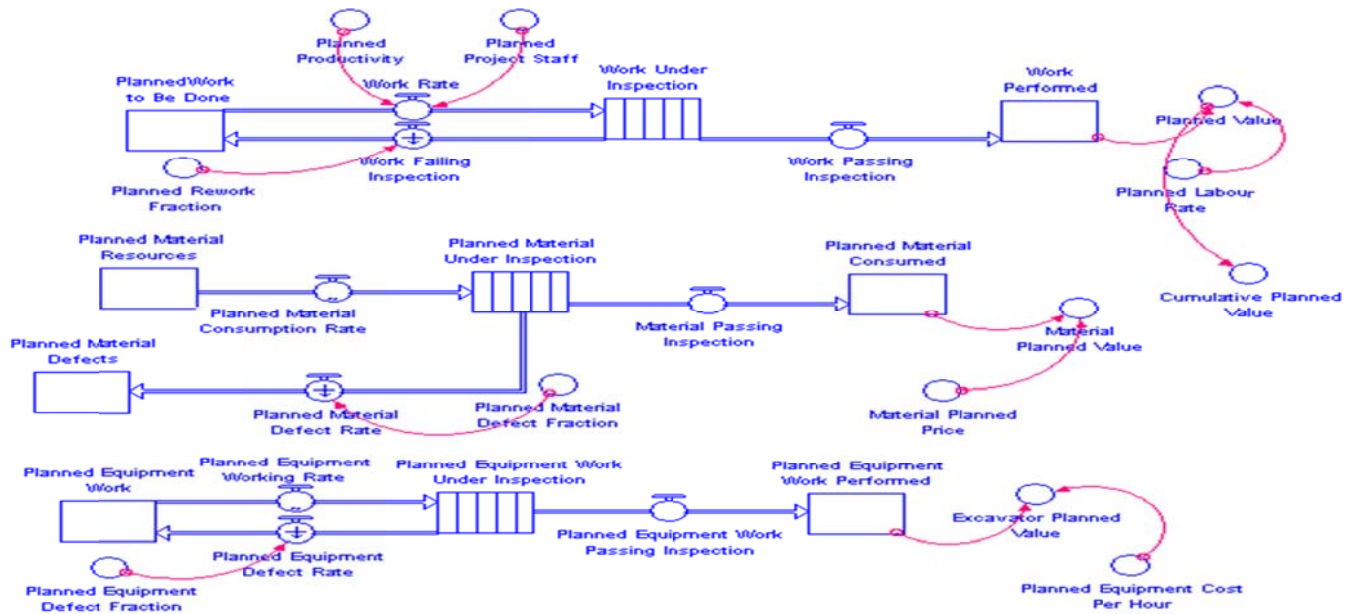 Planned
Productivity
Planned
Project Staff
PlannedWork
to Be Done
Work Rate
Work Under
Inspection
Work
Performed
Planned Value
Work Failing
Inspection
Work Passing
Inspection
Planned Rework
Fraction
Planned Labour
Rate
Planned Material
Resources
Planned Material
Under Inspection
Planned Material
Consumed
Cumulative Planned
Value
Planned Material
Consumption Rate
Material Passing
Inspection
Material
Planned Value
Planned Material
Defects
Planned Material
Defect Rate
Planned Material
Defect Fraction
Material Planned
Price
Planned Equipment
Work
Planned Equipment
Working Rate
Planned Equipment Work
Under Inspection
Planned Equipment
Work Performed
Excavator Planned
Value
Planned Equipment
Defect Rate
Planned Equipment Work
Passing Inspection
Planned Equipment
Defect Fraction
Planned Equipment Cost
Per Hour